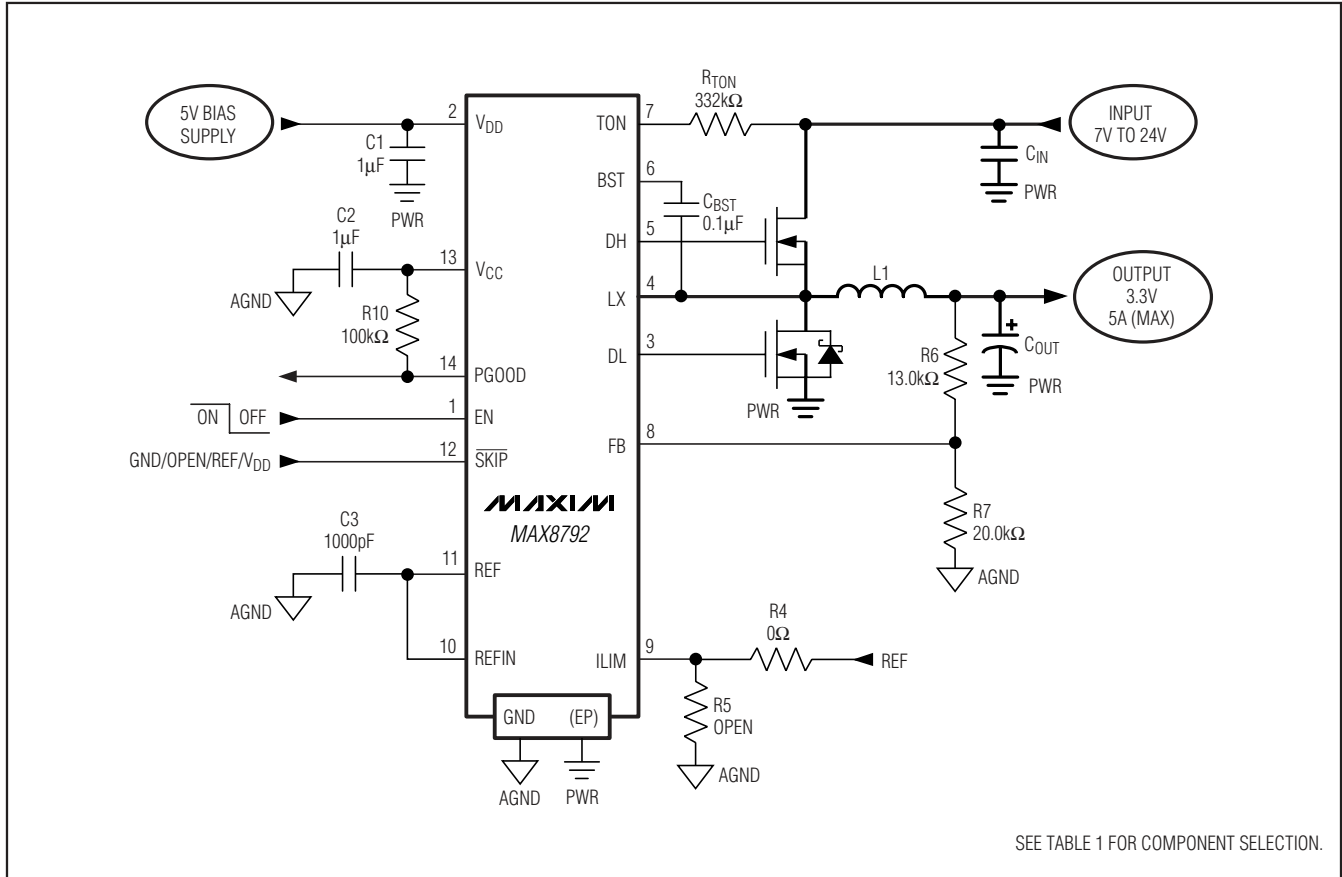 5V BIAS
SUPPLY
C1
1µF
PWR
2
VDD
C2
1µF
AGND
13
VCC
R10
100kΩ
14
PGOOD
ON OFF
1
EN
GND/OPEN/REF/VDD
12
SKIP
MAXIM
MAX8792
C3
1000pF
AGND
11
REF
10
REFIN
GND (EP)
AGND
PWR
TON
7
RTON
332kΩ
INPUT
7V TO 24V
CIN
PWR
BST
6
CBST
0.1µF
DH
5
LX
4
L1
OUTPUT
3.3V
5A (MAX)
DL
3
PWR
R6
13.0kΩ
+
COUT
PWR
FB
8
R7
20.0kΩ
AGND
ILIM
9
R4
0Ω
REF
R5
OPEN
AGND
SEE TABLE 1 FOR COMPONENT SELECTION.